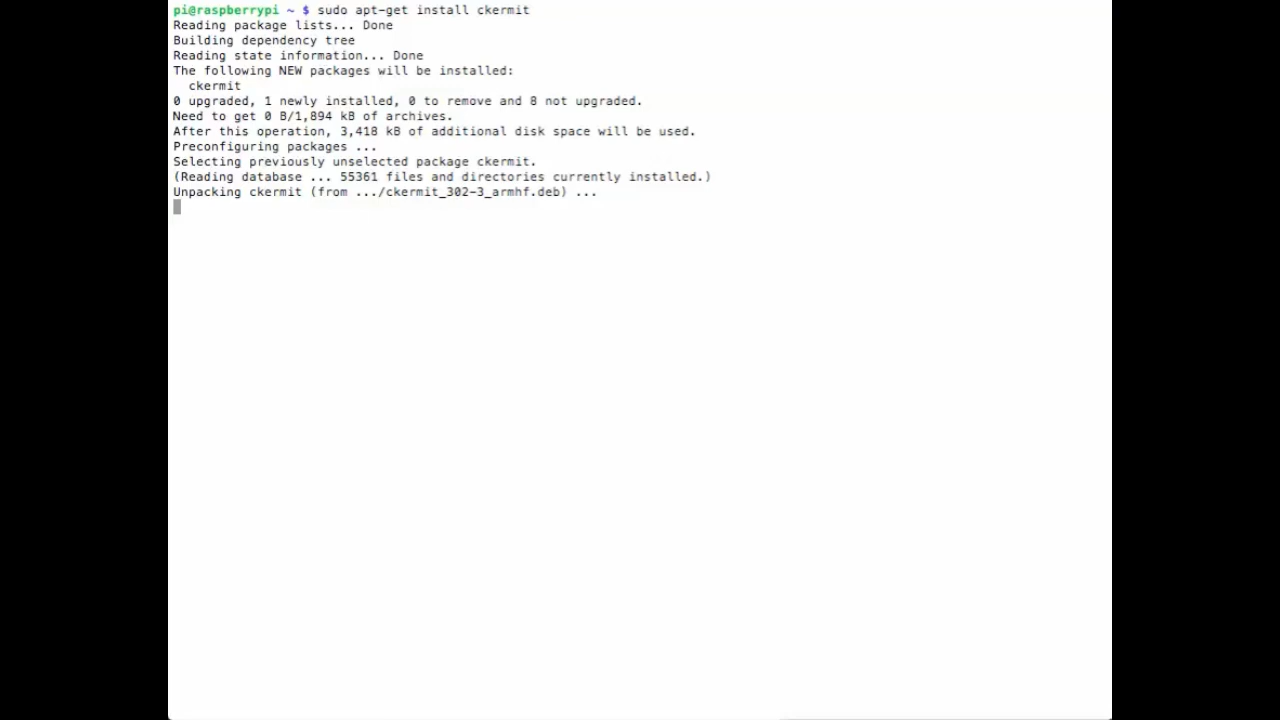 pi@raspberrypi ~ $ sudo apt-get install ckermit
Reading package lists... Done
Building dependency tree
Reading state information... Done
The following NEW packages will be installed:
  ckermit
0 upgraded, 1 newly installed, 0 to remove and 8 not upgraded.
Need to get 0 B/1,894 kB of archives.
After this operation, 3,418 kB of additional disk space will be used.
Preconfiguring packages ...
Selecting previously unselected package ckermit.
(Reading database ... 55361 files and directories currently installed.)
Unpacking ckermit (from .../ckermit_302-3_armhf.deb) ...